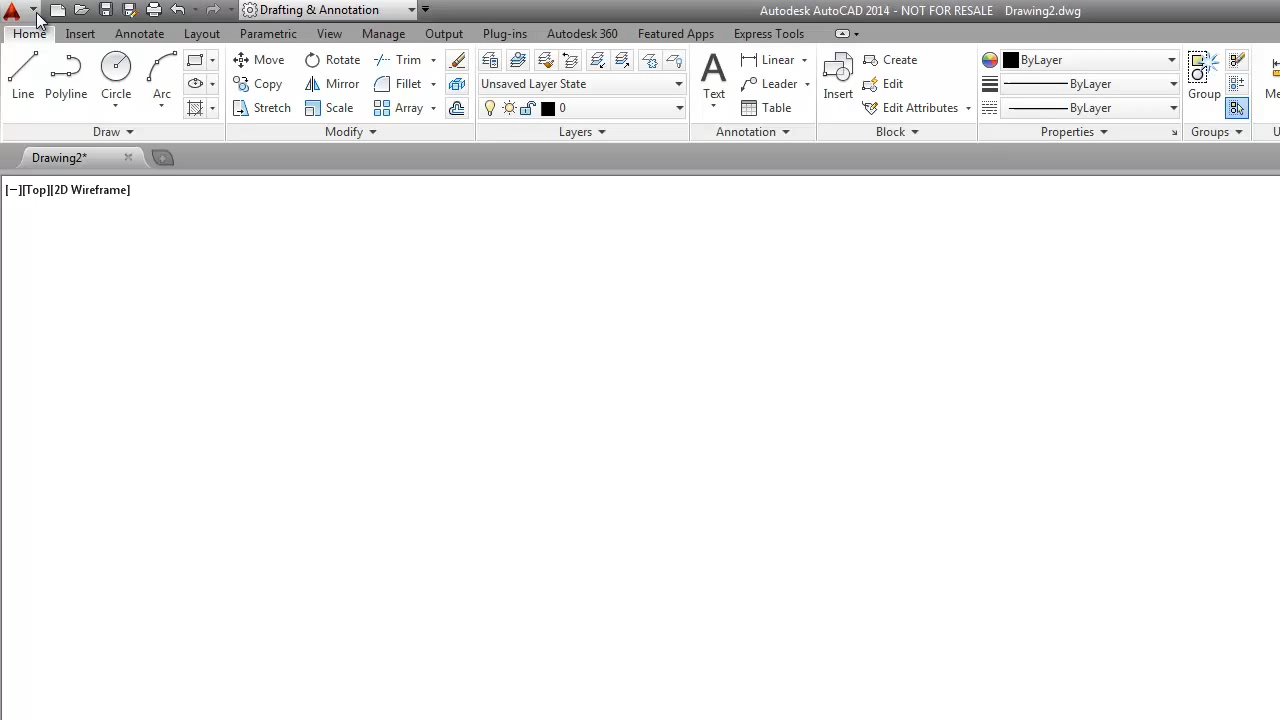 Drafting & Annotation
Autodesk AutoCAD 2014 - NOT FOR RESALE Drawing2.dwg
Home Insert Annotate Layout Parametric View Manage Output Plug-ins Autodesk 360 Featured Apps Express Tools
Line Polyline Circle Arc
Move Rotate Trim
Copy Mirror Fillet
Stretch Scale Array
Unsaved Layer State
0
A
Text
Linear
Leader
Table
Insert
Create
Edit
Edit Attributes
ByLayer
ByLayer
ByLayer
Group
Me
Draw Modify Layers Annotation Block Properties Groups U
Drawing2*
[−][Top][2D Wireframe]